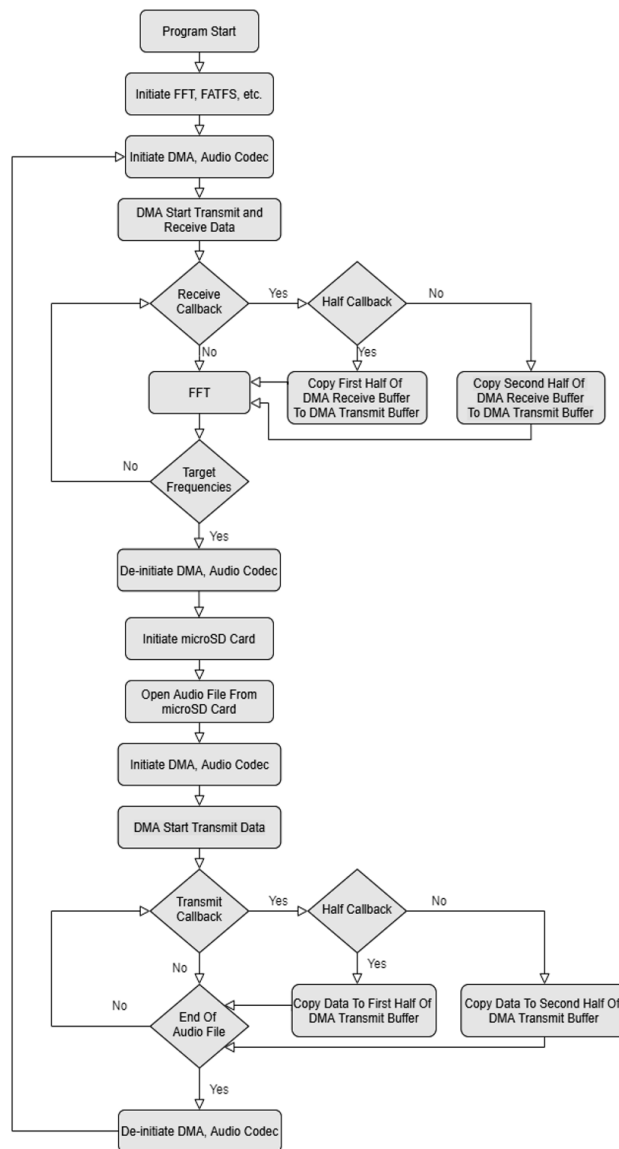 Program Start
Initiate FFT, FATFS, etc.
Initiate DMA, Audio Codec
DMA Start Transmit and
Receive Data
Receive
Callback
Yes
Half Callback
No
No
Yes
FFT
Copy First Half Of
DMA Receive Buffer
To DMA Transmit Buffer
Copy Second Half Of
DMA Receive Buffer
To DMA Transmit Buffer
No
Target
Frequencies
Yes
De-initiate DMA, Audio Codec
Initiate microSD Card
Open Audio File From
microSD Card
Initiate DMA, Audio Codec
DMA Start Transmit Data
Transmit
Callback
Yes
Half Callback
No
No
Yes
No
End Of
Audio File
Copy Data To First Half Of
DMA Transmit Buffer
Copy Data To Second Half Of
DMA Transmit Buffer
Yes
De-initiate DMA, Audio Codec